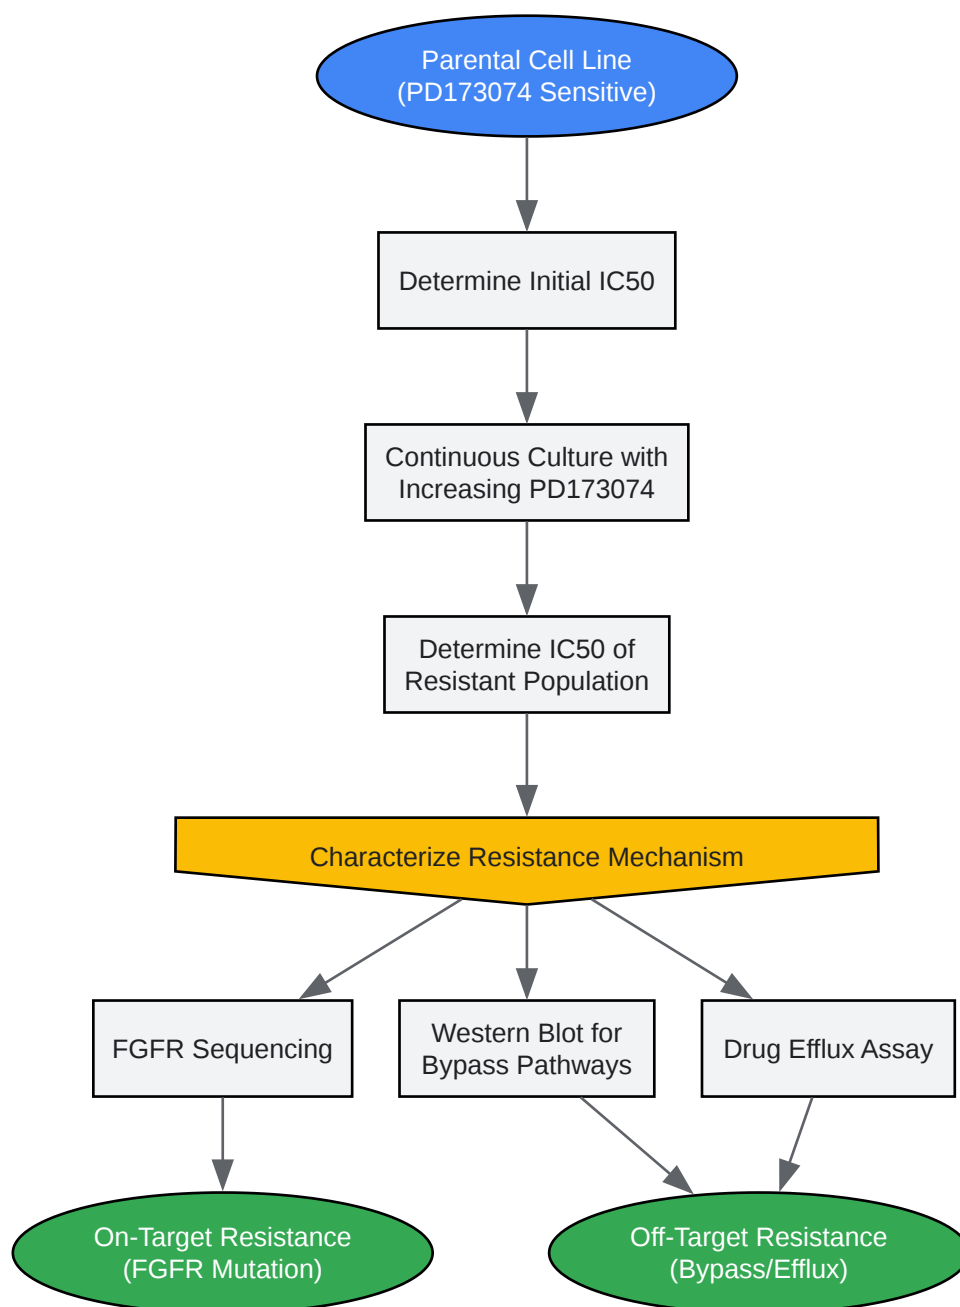 Parental Cell Line
(PD173074 Sensitive)
Determine Initial IC50
Continuous Culture with
Increasing PD173074
Determine IC50 of
Resistant Population
Characterize Resistance Mechanism
FGFR Sequencing
Western Blot for
Bypass Pathways
Drug Efflux Assay
On-Target Resistance
(FGFR Mutation)
Off-Target Resistance
(Bypass/Efflux)